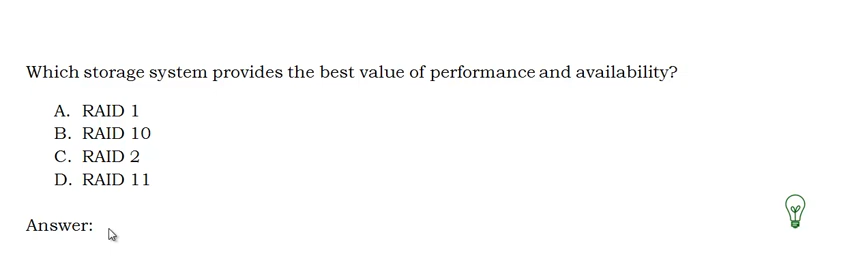 Which storage system provides the best value of performance and availability?
A. RAID 1
B. RAID 10
C. RAID 2
D. RAID 11
Answer: